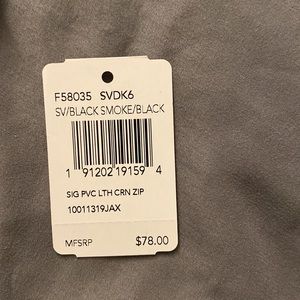 F58035 SVDK6
SV/BLACK SMOKE/BLACK
1 91202 19159 4
SIG PVC LTH CRN ZIP
10011319JAX
MFSRP $78.00